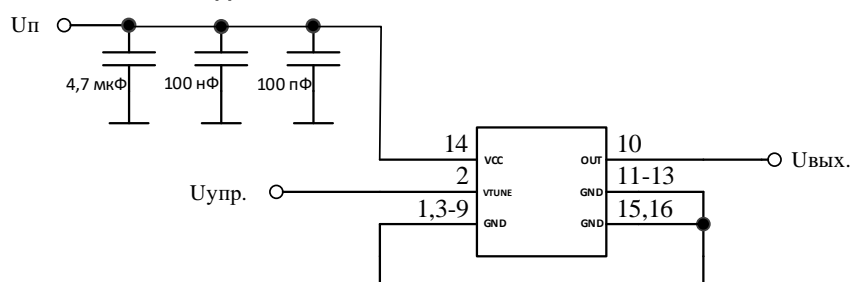 Uп
4,7 мкФ
100 нФ
100 пФ
14
VCC
OUT
10
Uвых.
Uупр.
2
VTUNE
GND
11-13
1,3-9
GND
GND
15,16